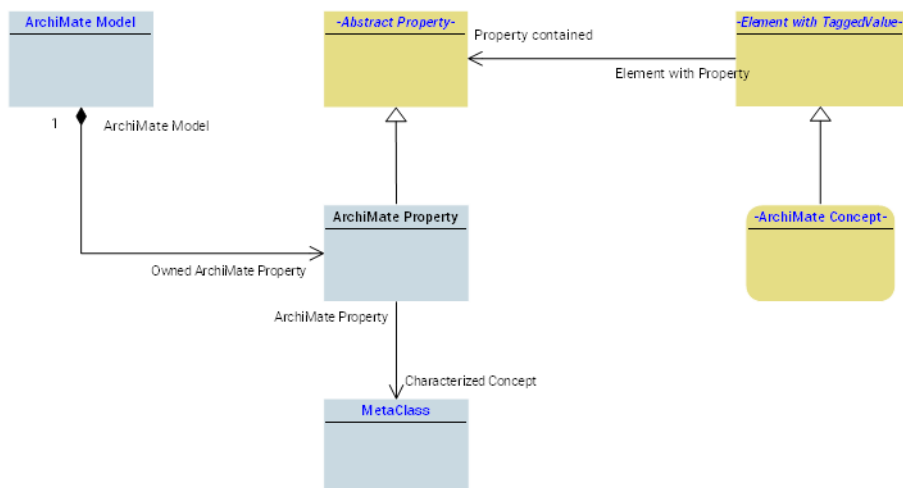 ArchiMate Model
-Abstract Property-
-Element with TaggedValue-
Property contained
Element with Property
1
ArchiMate Model
ArchiMate Property
-ArchiMate Concept-
Owned ArchiMate Property
ArchiMate Property
Characterized Concept
MetaClass